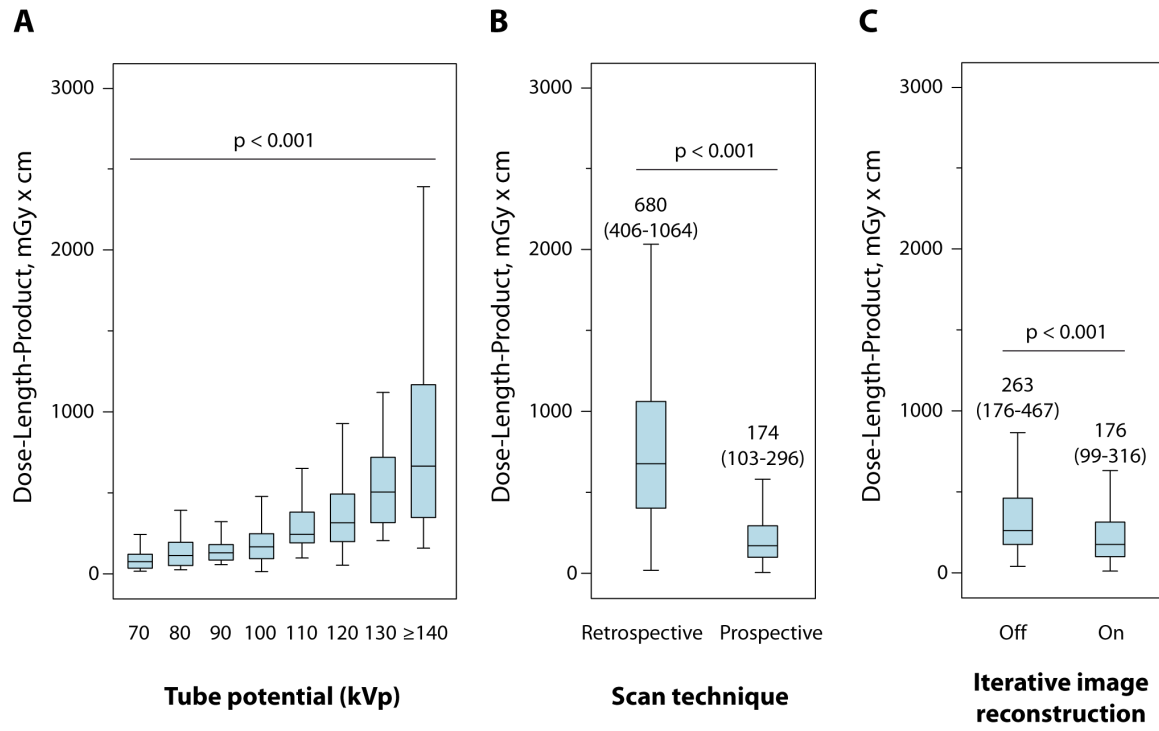 A
Dose-Length-Product, mGy x cm
3000
2000
1000
0
p < 0.001
70 80 90 100 110 120 130 ≥140
Tube potential (kVp)
B
Dose-Length-Product, mGy x cm
3000
2000
1000
0
p < 0.001
680
(406-1064)
174
(103-296)
Retrospective Prospective
Scan technique
C
Dose-Length-Product, mGy x cm
3000
2000
1000
0
p < 0.001
263
(176-467)
176
(99-316)
Off On
Iterative image
reconstruction